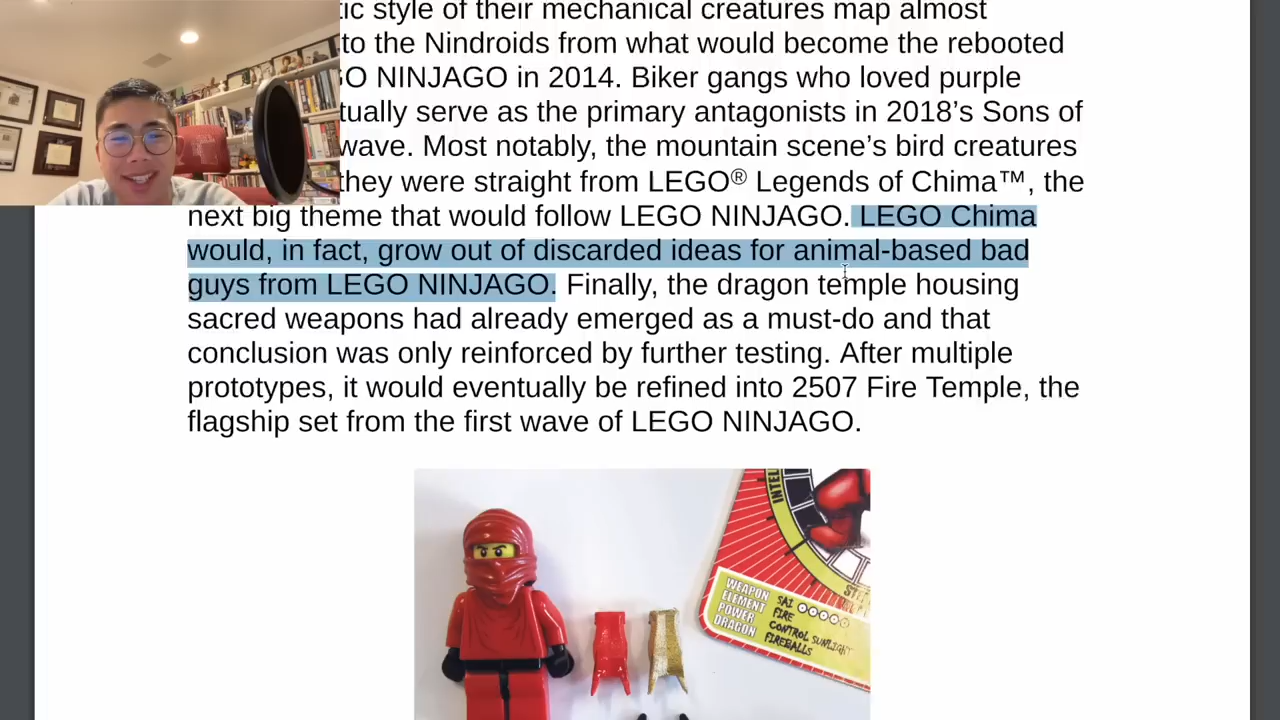 tic style of their mechanical creatures map almost
to the Nindroids from what would become the rebooted
GO NINJAGO in 2014. Biker gangs who loved purple
tually serve as the primary antagonists in 2018’s Sons of
wave. Most notably, the mountain scene’s bird creatures
they were straight from LEGO® Legends of Chima™, the
next big theme that would follow LEGO NINJAGO. LEGO Chima
would, in fact, grow out of discarded ideas for animal-based bad
guys from LEGO NINJAGO. Finally, the dragon temple housing
sacred weapons had already emerged as a must-do and that
conclusion was only reinforced by further testing. After multiple
prototypes, it would eventually be refined into 2507 Fire Temple, the
flagship set from the first wave of LEGO NINJAGO.
INTEL
ST
WEAPON SAI
ELEMENT FIRE
POWER CONTROL SUNLIGHT
DRAGON FIREBALLS